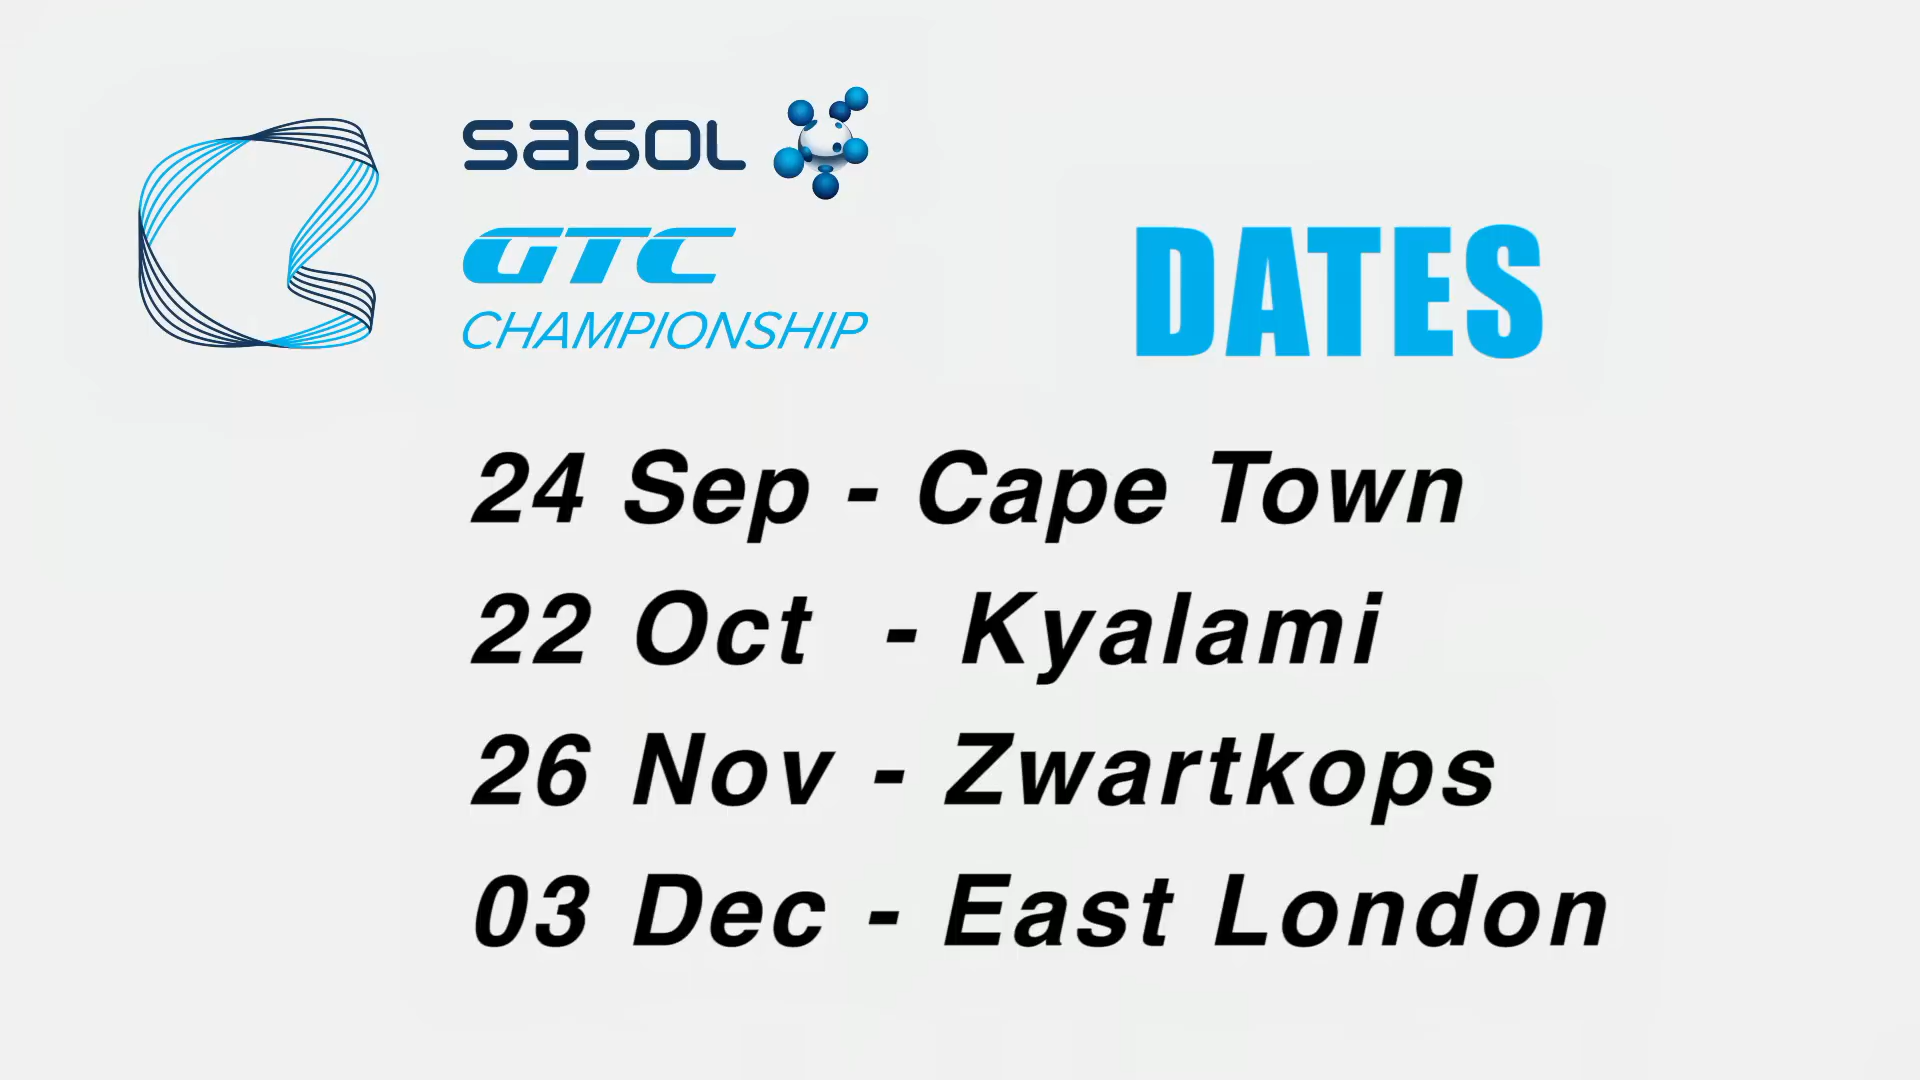 sasol
GTC
CHAMPIONSHIP
DATES
24 Sep - Cape Town
22 Oct - Kyalami
26 Nov - Zwartkops
03 Dec - East London